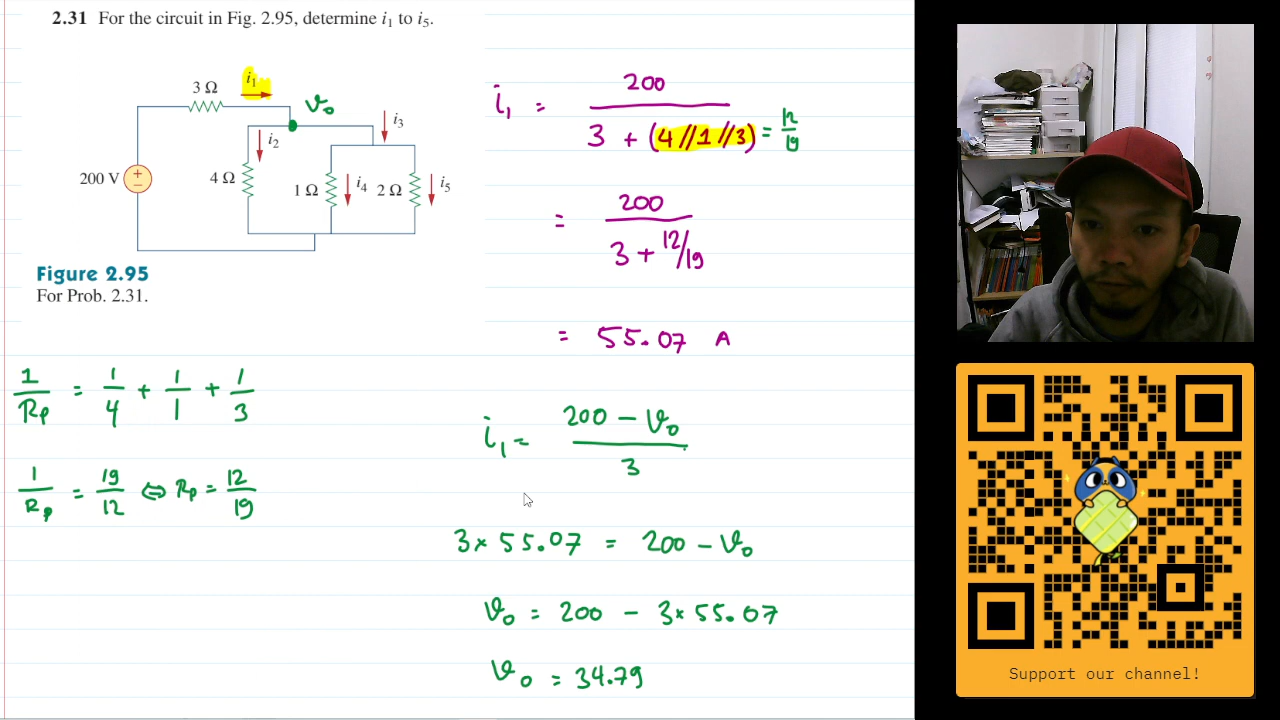 2.31 For the circuit in Fig. 2.95, determine i₁ to i₅.
3 Ω
i₁
v₀
i₃
i₂
200 V
+
−
4 Ω
1 Ω
i₄
2 Ω
i₅
Figure 2.95
For Prob. 2.31.
i₁ = 200 / (3 + (4//1//3)) = 12/19
= 200 / (3 + 12/19)
= 55.07 A
1/Rp = 1/4 + 1/1 + 1/3
1/Rp = 19/12 ⇔ Rp = 12/19
i₁ = (200 − v₀) / 3
3 × 55.07 = 200 − v₀
v₀ = 200 − 3 × 55.07
v₀ = 34.79
Support our channel!